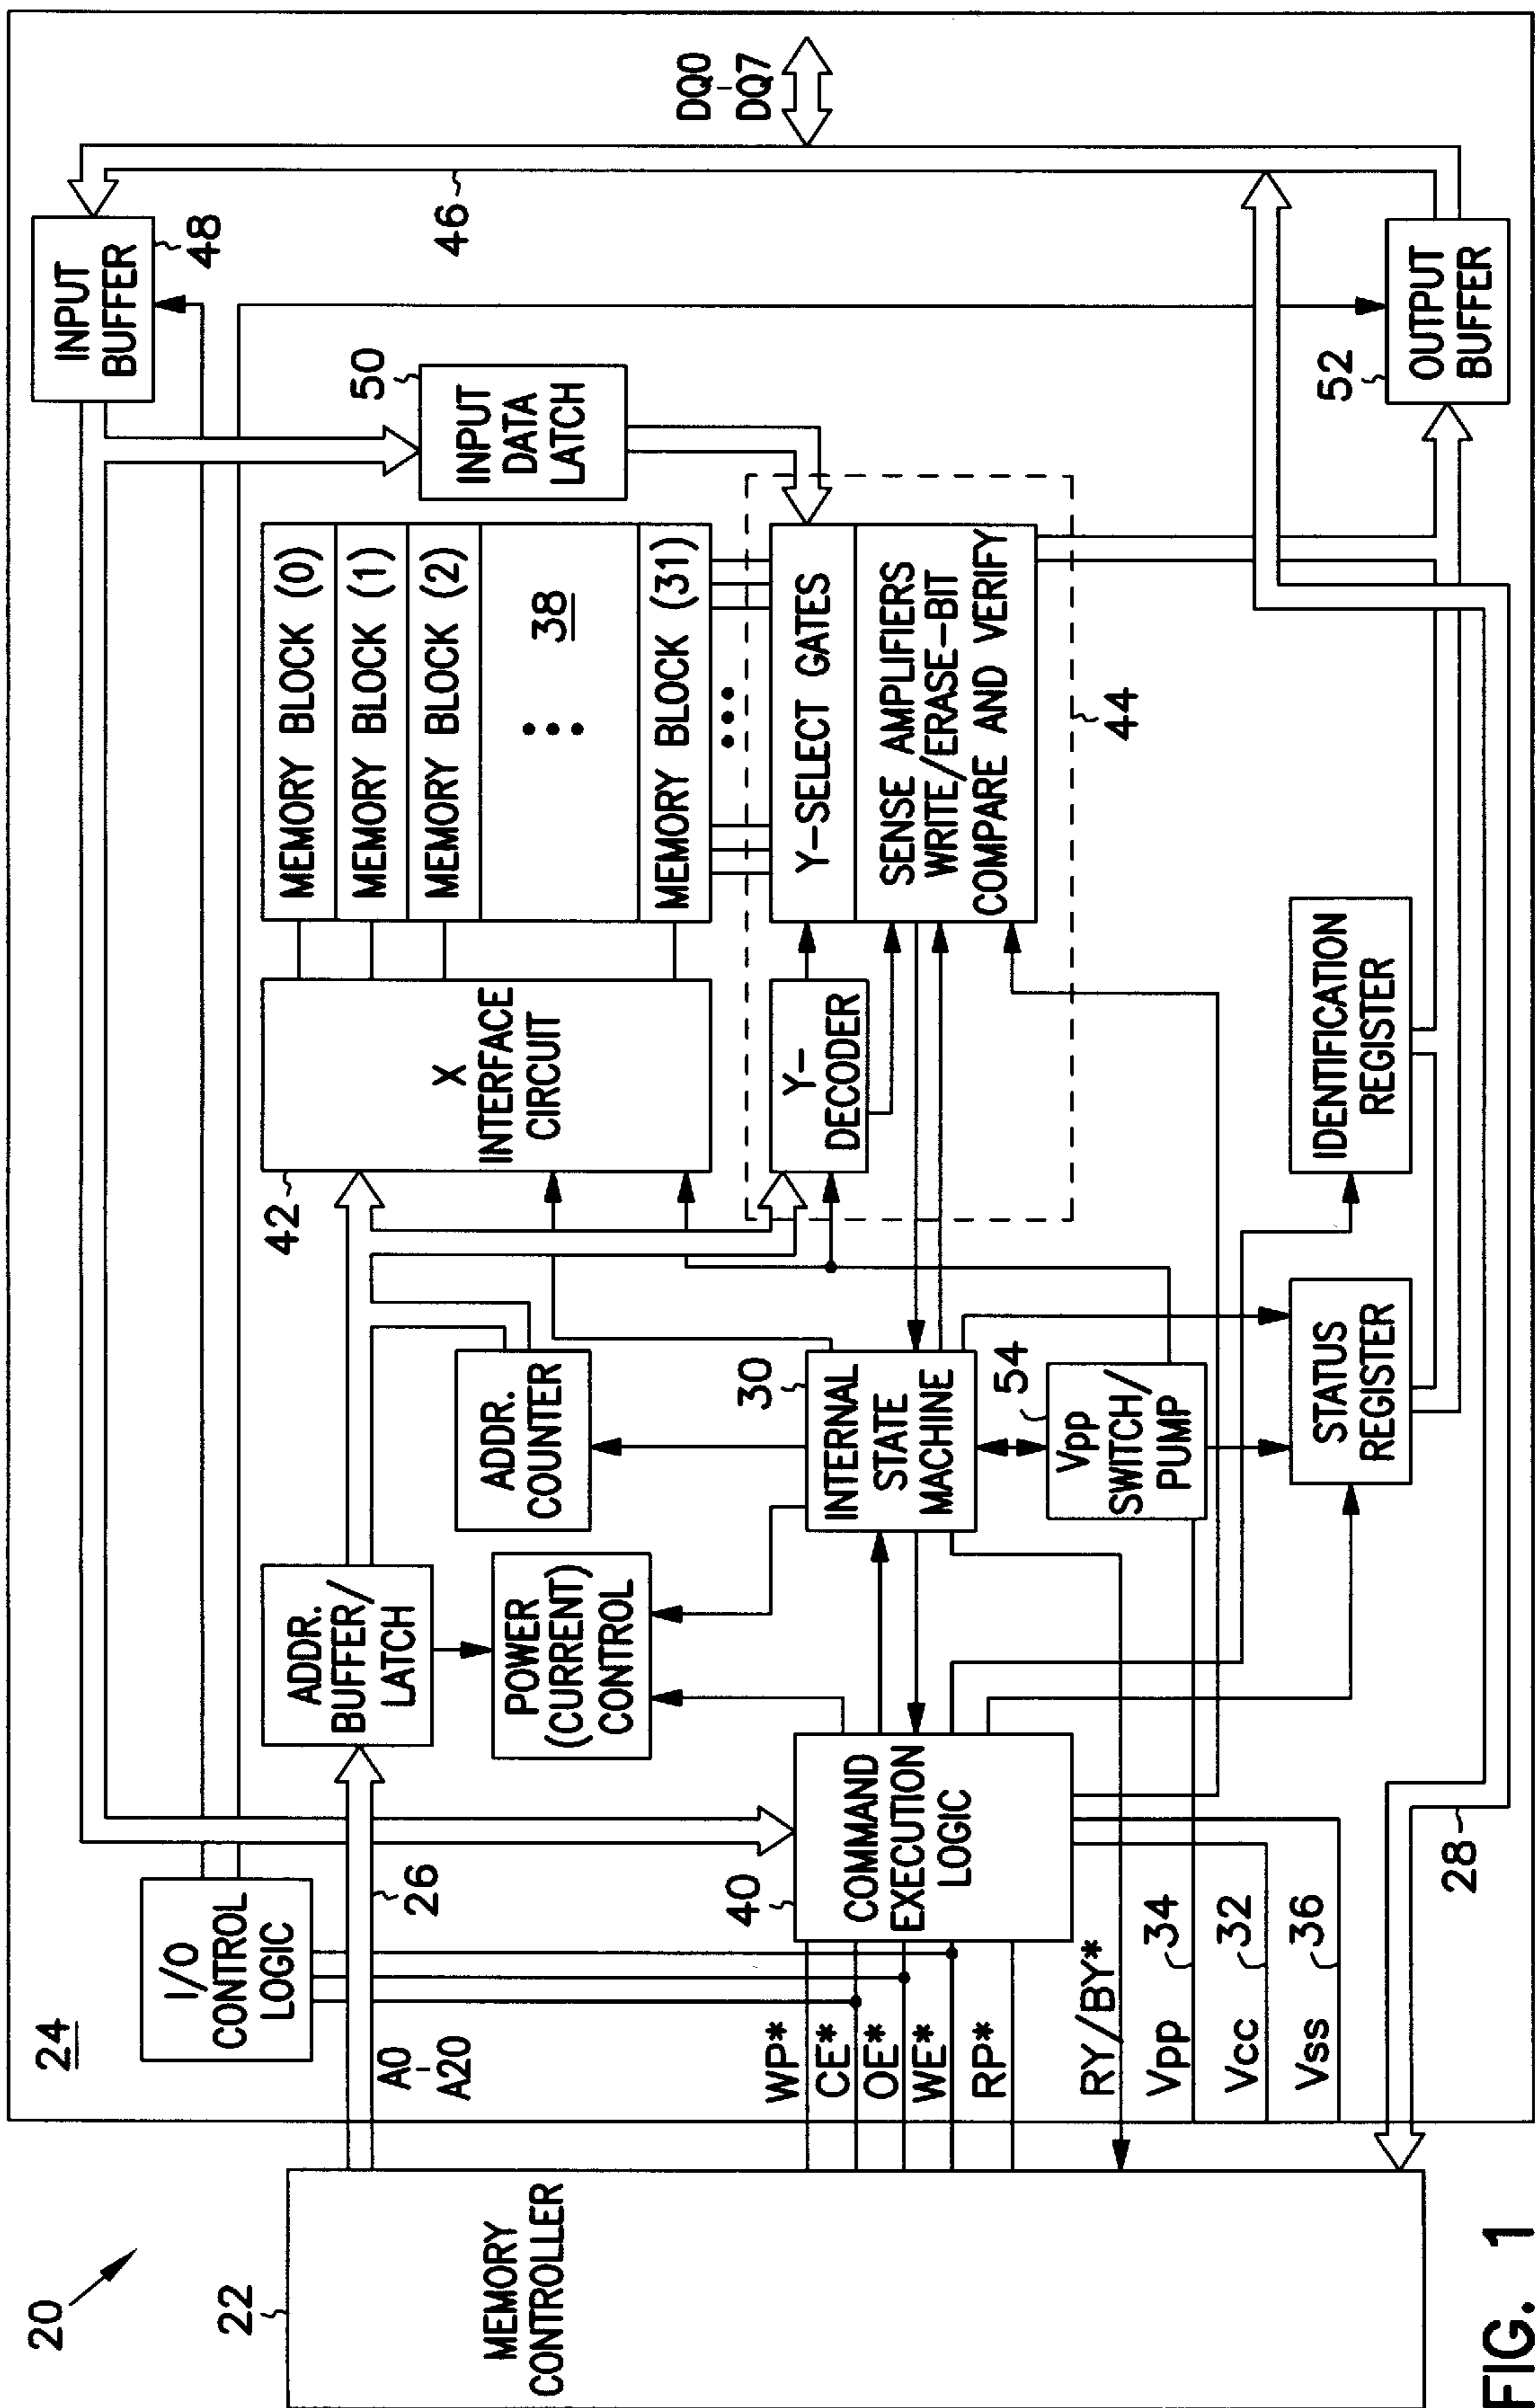 20
22
MEMORY
CONTROLLER
24
I/O
CONTROL
LOGIC
A0-
A20
26
ADDR.
BUFFER/
LATCH
POWER
(CURRENT)
CONTROL
ADDR.
COUNTER
42
X
INTERFACE
CIRCUIT
MEMORY BLOCK (0)
MEMORY BLOCK (1)
MEMORY BLOCK (2)
38
MEMORY BLOCK (31)
INPUT
BUFFER
48
50
INPUT
DATA
LATCH
46
DQ0-
DQ7
WP*
CE*
OE*
WE*
RP*
RY/BY*
Vpp
34
Vcc
32
Vss
36
40
COMMAND
EXECUTION
LOGIC
30
INTERNAL
STATE
MACHINE
54
Vpp
SWITCH/
PUMP
Y-
DECODER
Y-SELECT GATES
SENSE AMPLIFIERS
WRITE/ERASE-BIT
COMPARE AND VERIFY
44
STATUS
REGISTER
IDENTIFICATION
REGISTER
52
OUTPUT
BUFFER
28
FIG. 1